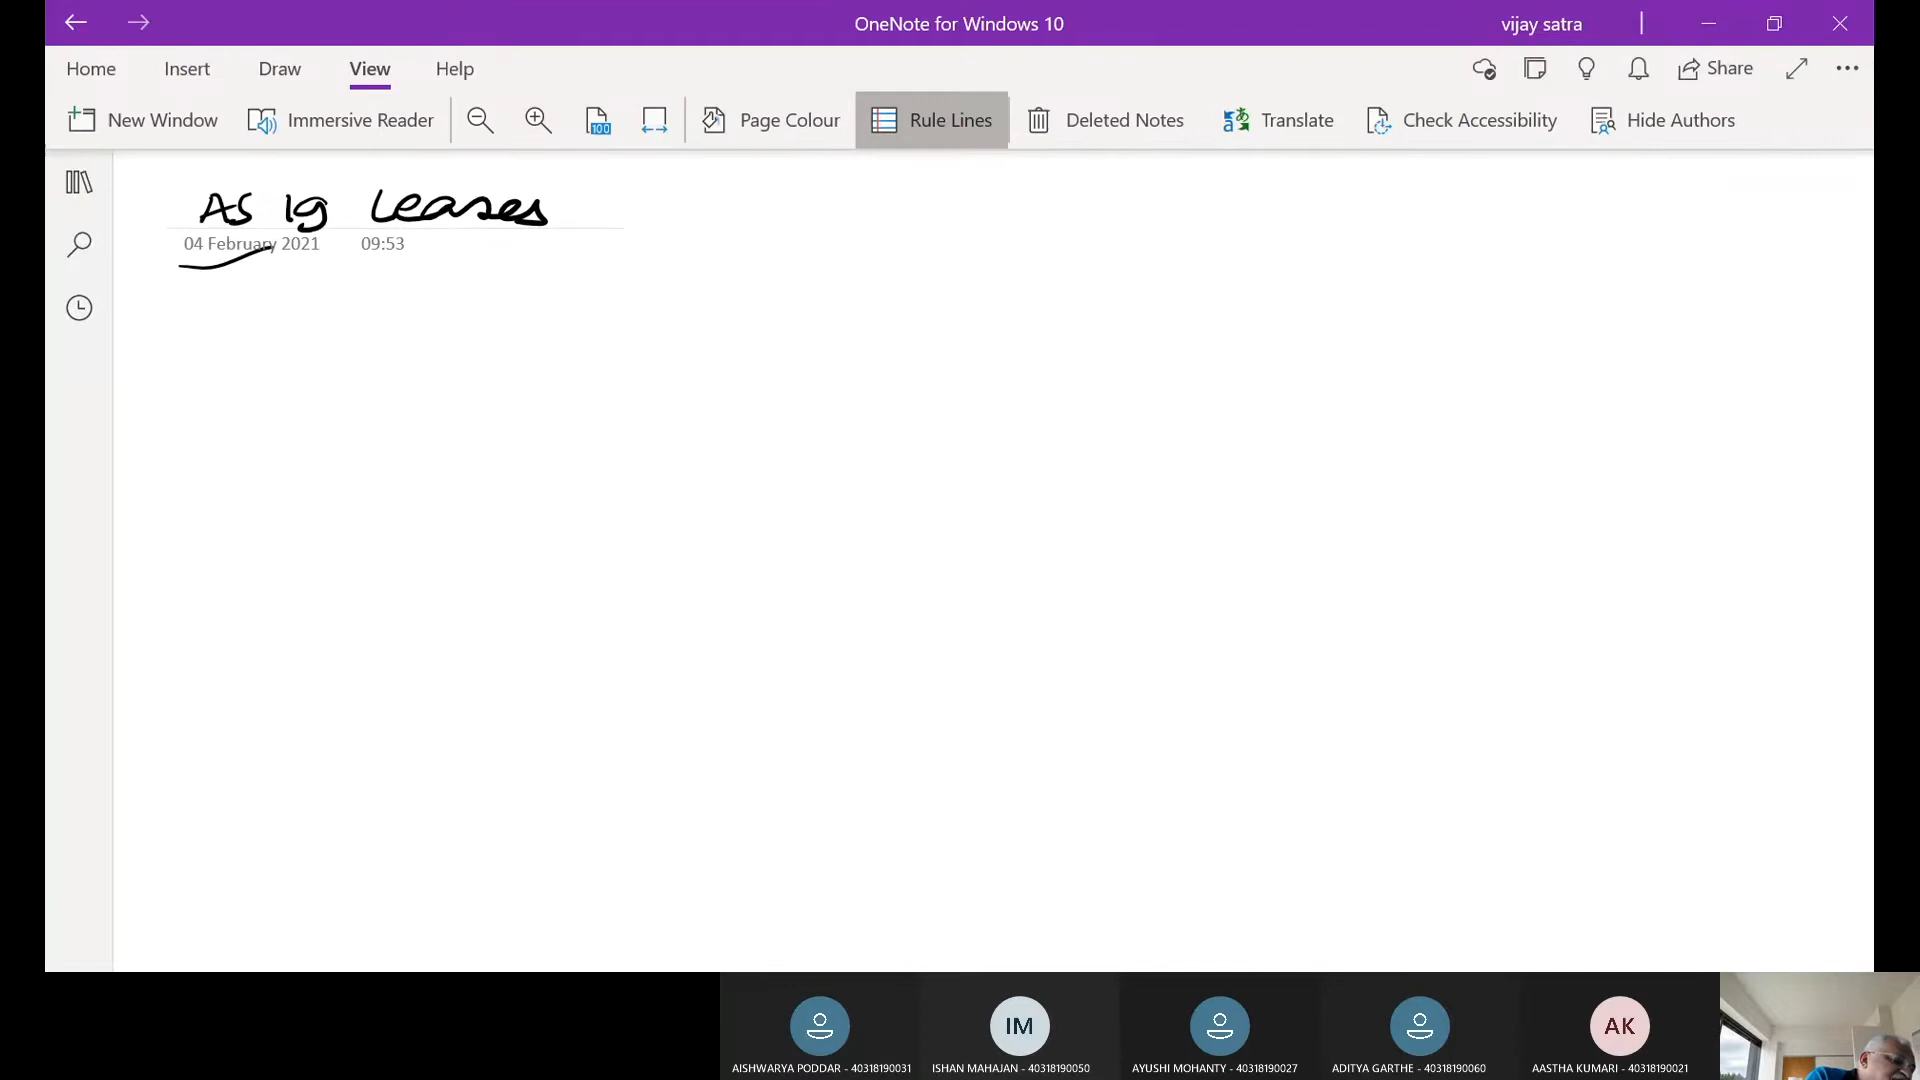 OneNote for Windows 10 vijay satra
Home Insert Draw View Help Share
New Window Immersive Reader 100 Page Colour Rule Lines Deleted Notes Translate Check Accessibility Hide Authors
As 19 Leases
04 February 2021 09:53
IM AK
AISHWARYA PODDAR - 40318190031 ISHAN MAHAJAN - 40318190050 AYUSHI MOHANTY - 40318190027 ADITYA GARTHE - 40318190060 AASTHA KUMARI - 40318190021